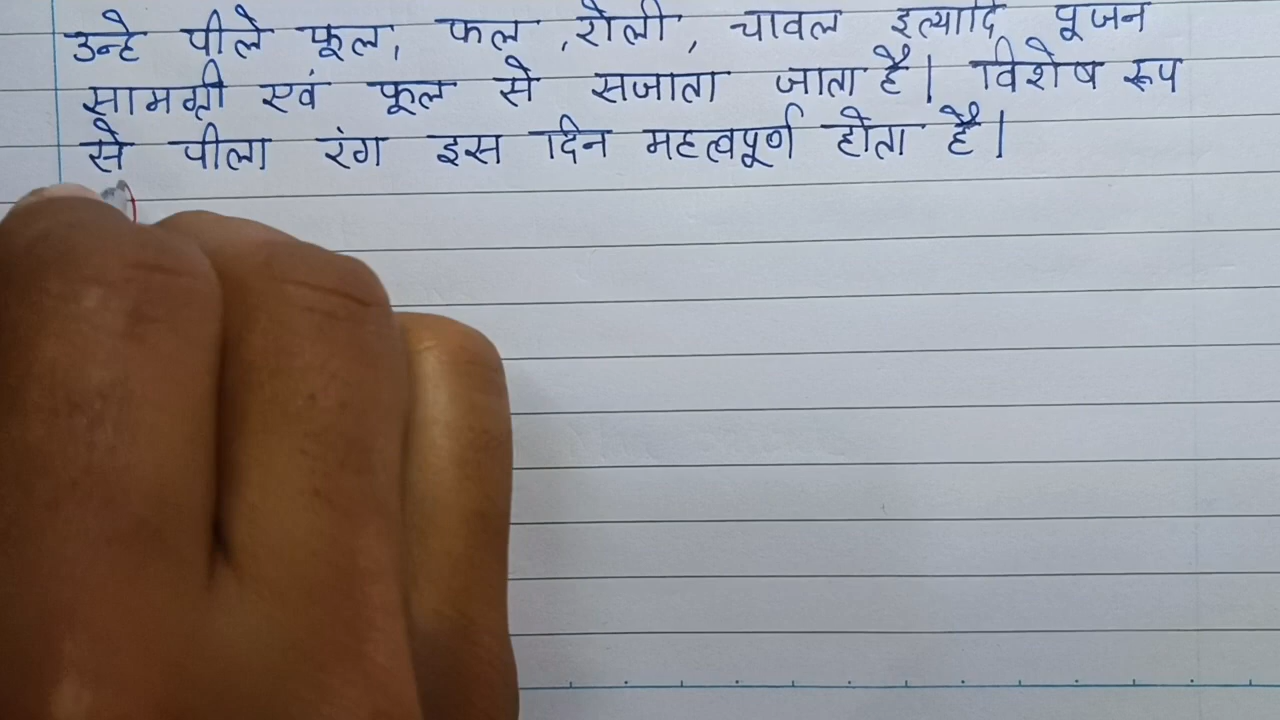 उन्हे पीले फूल, फल ,रोली, चावल इत्यादि पूजन
सामग्री एवं फूल से सजाता जाता है। विशेष रूप
से पीला रंग इस दिन महत्वपूर्ण होता है।